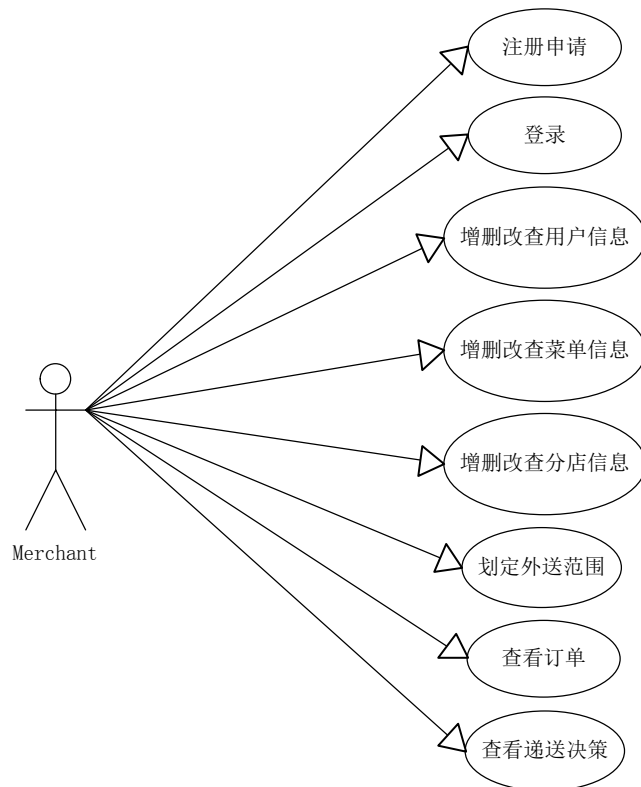 注册申请
登录
增删改查用户信息
增删改查菜单信息
增删改查分店信息
Merchant
划定外送范围
查看订单
查看递送决策